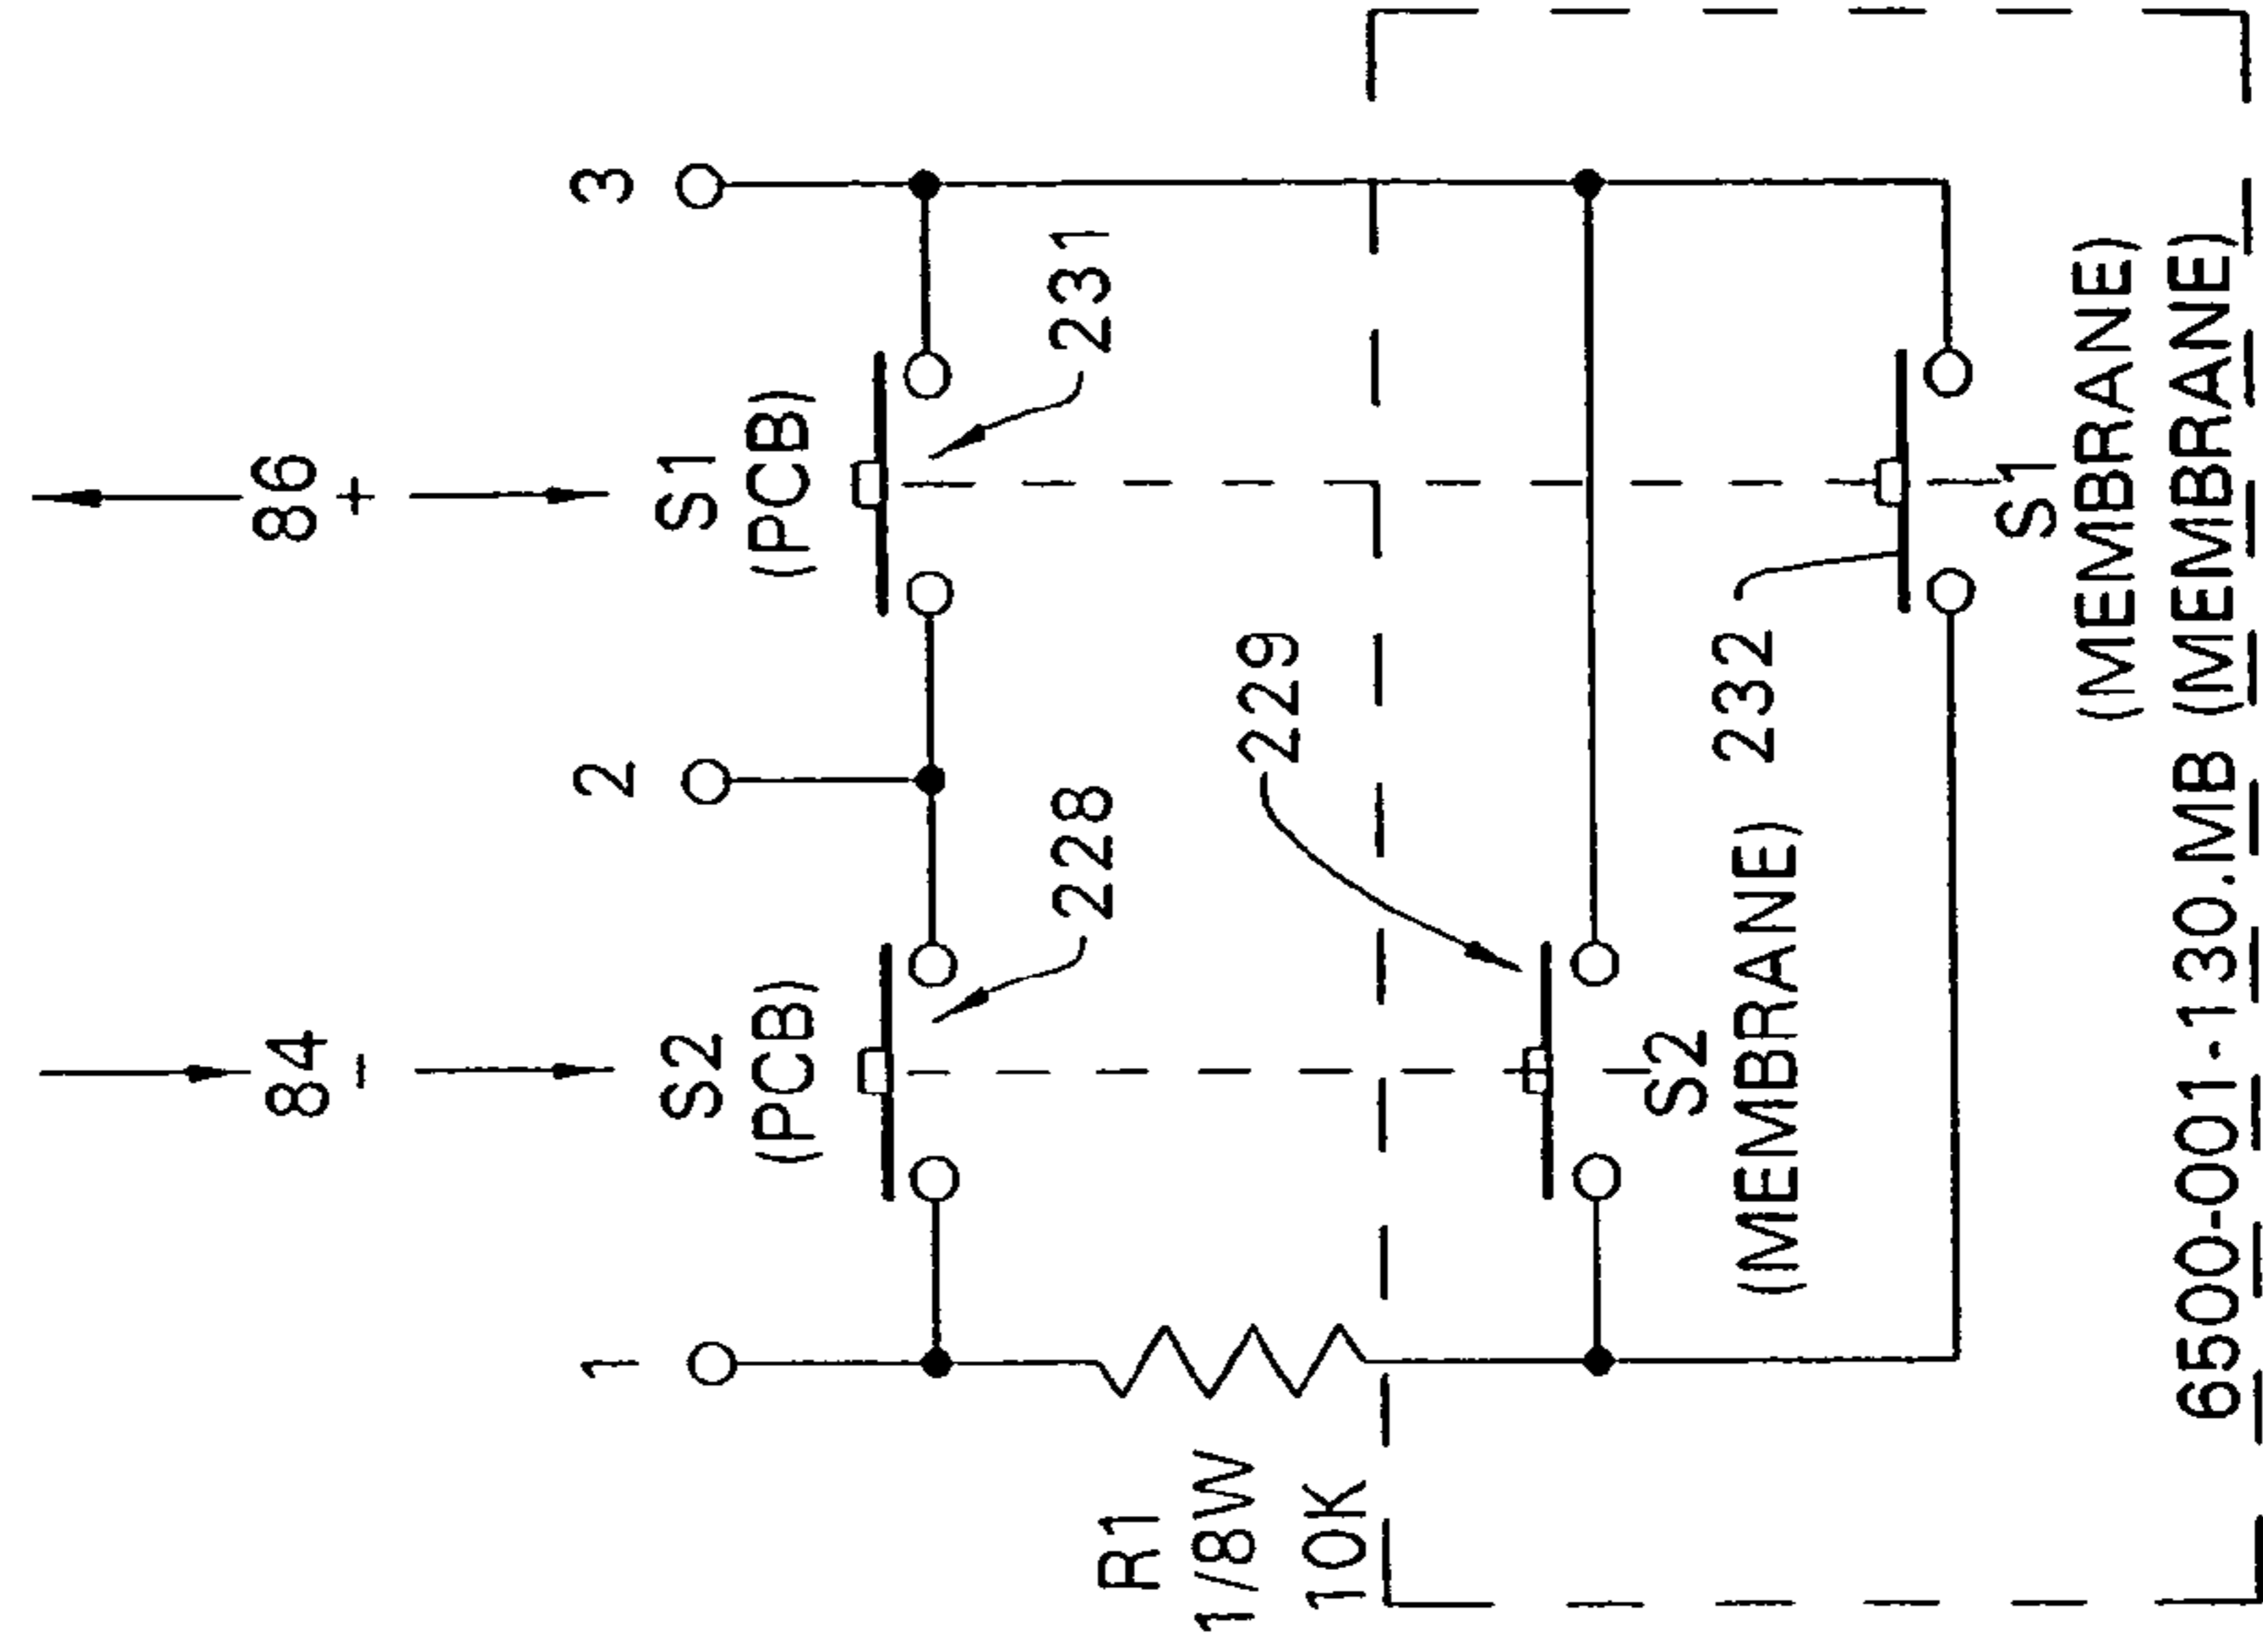 84
-
86
+
S2
(PCB)
S1
(PCB)
1
2
3
228
231
229
R1
1/8W
10K
S2
(MEMBRANE)
232
S1
(MEMBRANE)
6500-001-130.MB (MEMBRANE)